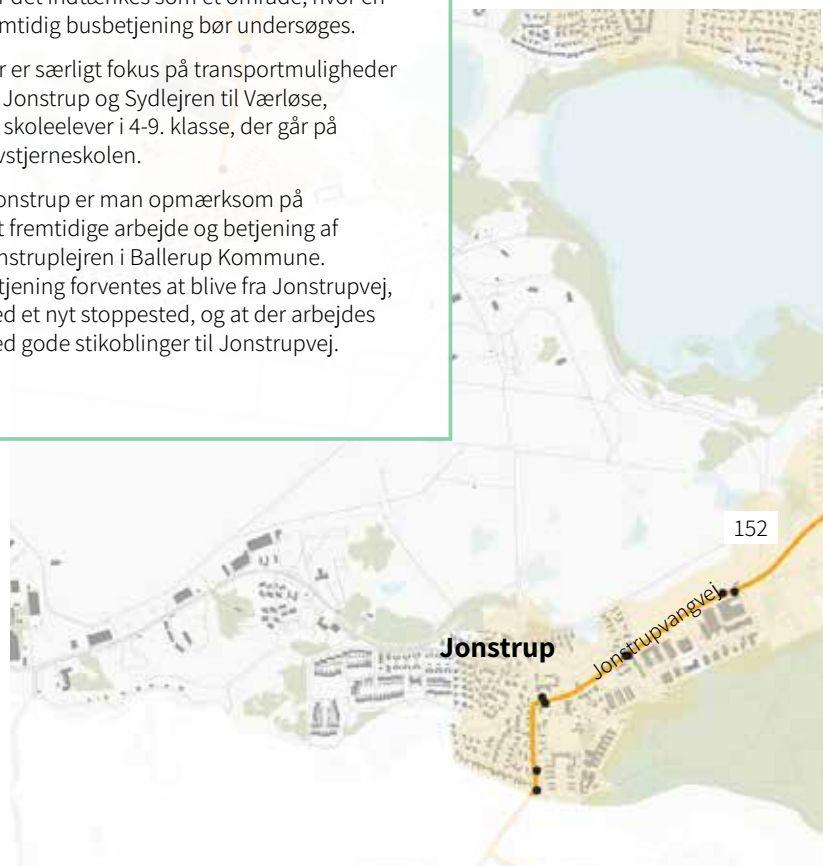 det indtænkes som et område, hvor en
mtidig busbetjening bør undersøges.
r er særligt fokus på transportmuligheder
Jonstrup og Sydlejren til Værløse,
skoleelever i 4-9. klasse, der går på
vstjerneskolen.
onstrup er man opmærksom på
t fremtidige arbejde og betjening af
nstruplejren i Ballerup Kommune.
tjening forventes at blive fra Jonstrupvej,
ed et nyt stoppested, og at der arbejdes
ed gode stikoblinger til Jonstrupvej.
152
Jonstrupvangvej
Jonstrup